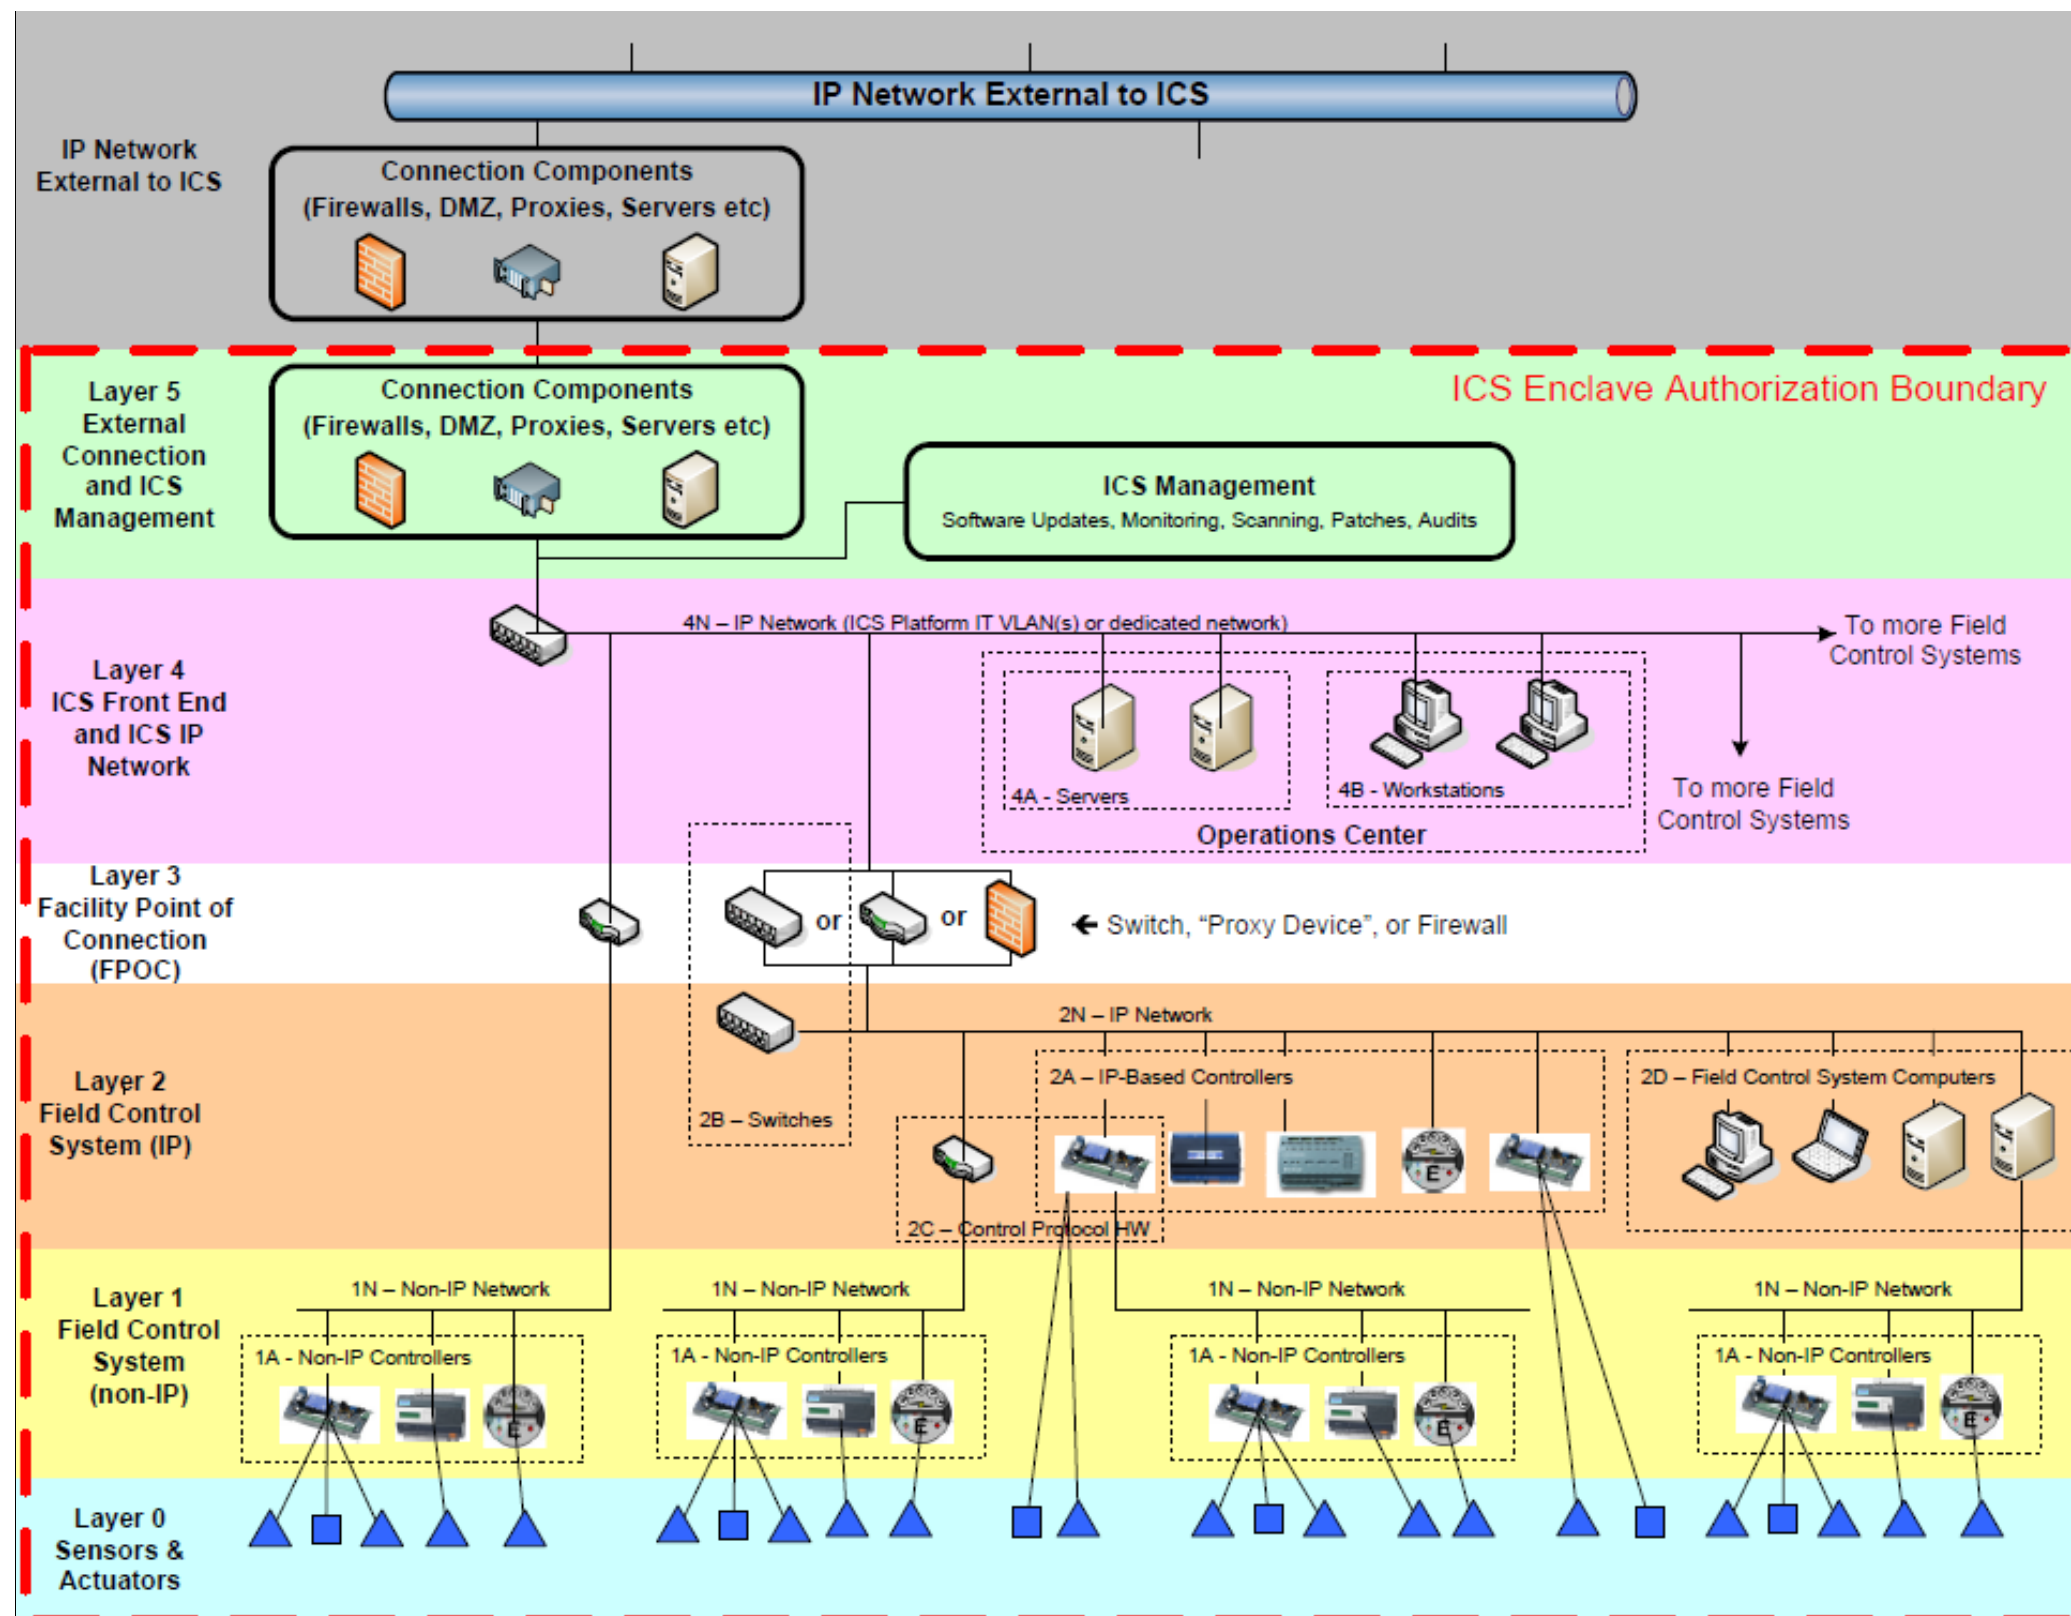 IP Network External to ICS
IP Network
External to ICS
Connection Components
(Firewalls, DMZ, Proxies, Servers etc)
ICS Enclave Authorization Boundary
Layer 5
External
Connection
and ICS
Management
Connection Components
(Firewalls, DMZ, Proxies, Servers etc)
ICS Management
Software Updates, Monitoring, Scanning, Patches, Audits
Layer 4
ICS Front End
and ICS IP
Network
4N – IP Network (ICS Platform IT VLAN(s) or dedicated network)
To more Field
Control Systems
4A - Servers
4B - Workstations
Operations Center
To more Field
Control Systems
Layer 3
Facility Point of
Connection
(FPOC)
or
or
Switch, “Proxy Device”, or Firewall
Layer 2
Field Control
System (IP)
2N – IP Network
2A – IP-Based Controllers
2D – Field Control System Computers
2B – Switches
E
2C – Control Protocol HW
Layer 1
Field Control
System
(non-IP)
1N – Non-IP Network
1N – Non-IP Network
1N – Non-IP Network
1N – Non-IP Network
1A - Non-IP Controllers
1A - Non-IP Controllers
1A - Non-IP Controllers
1A - Non-IP Controllers
E
E
E
E
Layer 0
Sensors &
Actuators